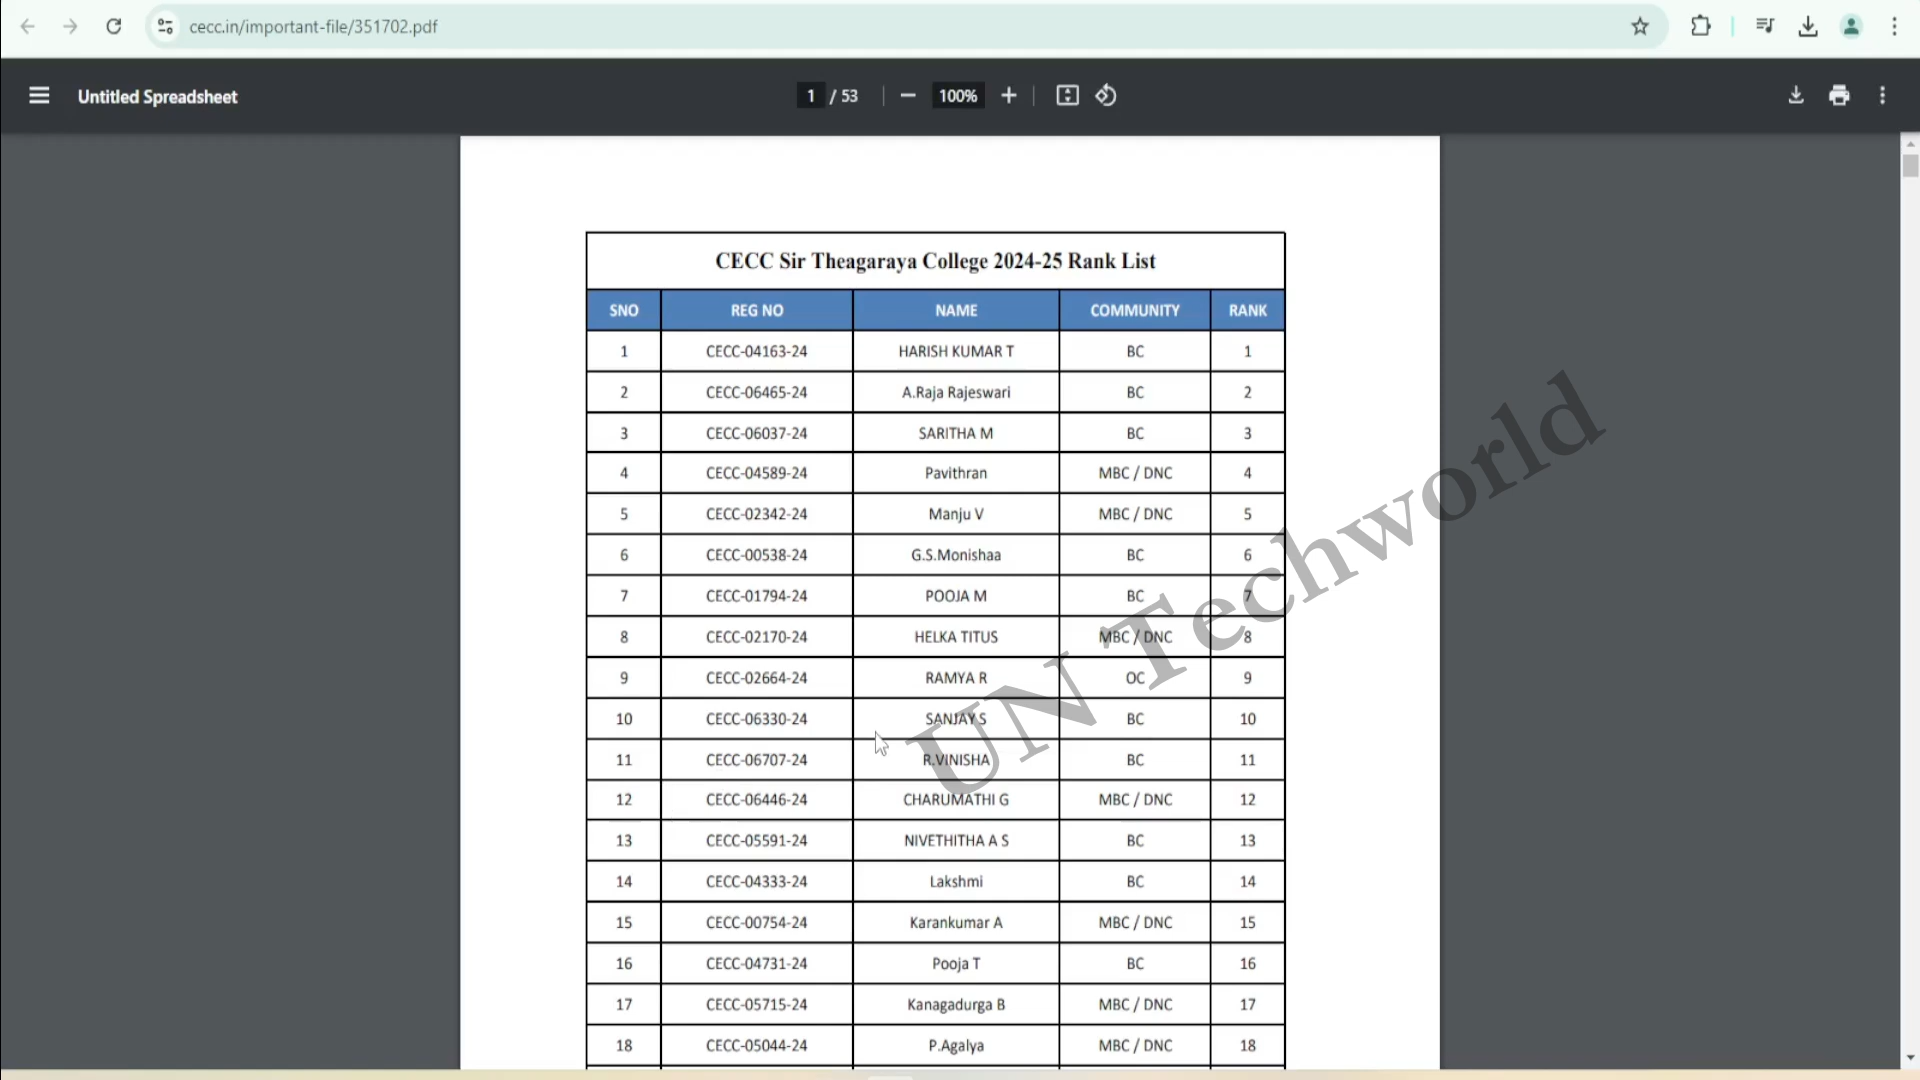 cecc.in/important-file/351702.pdf
Untitled Spreadsheet
1 / 53
100%
CECC Sir Theagaraya College 2024-25 Rank List
SNO REG NO NAME COMMUNITY RANK
1 CECC-04163-24 HARISH KUMAR T BC 1
2 CECC-06465-24 A.Raja Rajeswari BC 2
3 CECC-06037-24 SARITHA M BC 3
4 CECC-04589-24 Pavithran MBC / DNC 4
5 CECC-02342-24 Manju V MBC / DNC 5
6 CECC-00538-24 G.S.Monishaa BC 6
7 CECC-01794-24 POOJA M BC 7
8 CECC-02170-24 HELKA TITUS MBC / DNC 8
9 CECC-02664-24 RAMYA R OC 9
10 CECC-06330-24 SANJAY S BC 10
11 CECC-06707-24 R.VINISHA BC 11
12 CECC-06446-24 CHARUMATHI G MBC / DNC 12
13 CECC-05591-24 NIVETHITHA A S BC 13
14 CECC-04333-24 Lakshmi BC 14
15 CECC-00754-24 Karankumar A MBC / DNC 15
16 CECC-04731-24 Pooja T BC 16
17 CECC-05715-24 Kanagadurga B MBC / DNC 17
18 CECC-05044-24 P.Agalya MBC / DNC 18
UN Techworld